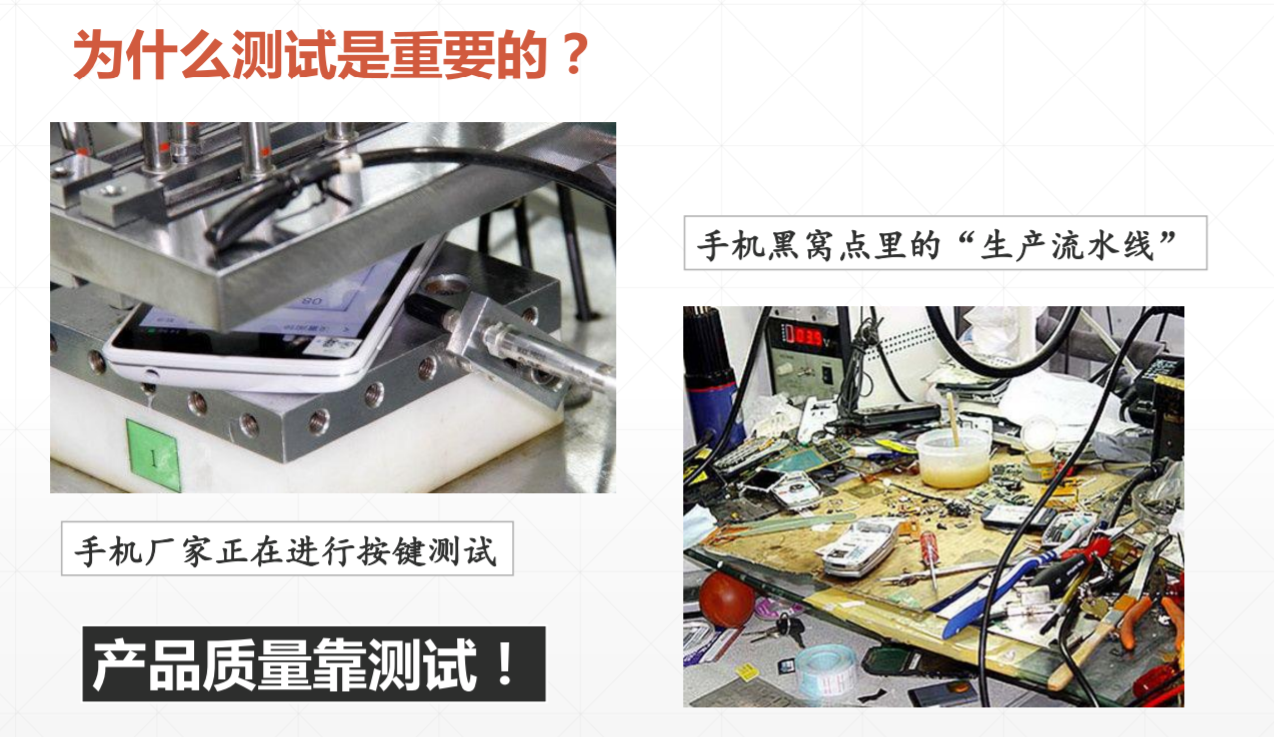 为什么测试是重要的？
手机黑窝点里的“生产流水线”
1
手机厂家正在进行按键测试
产品质量靠测试！